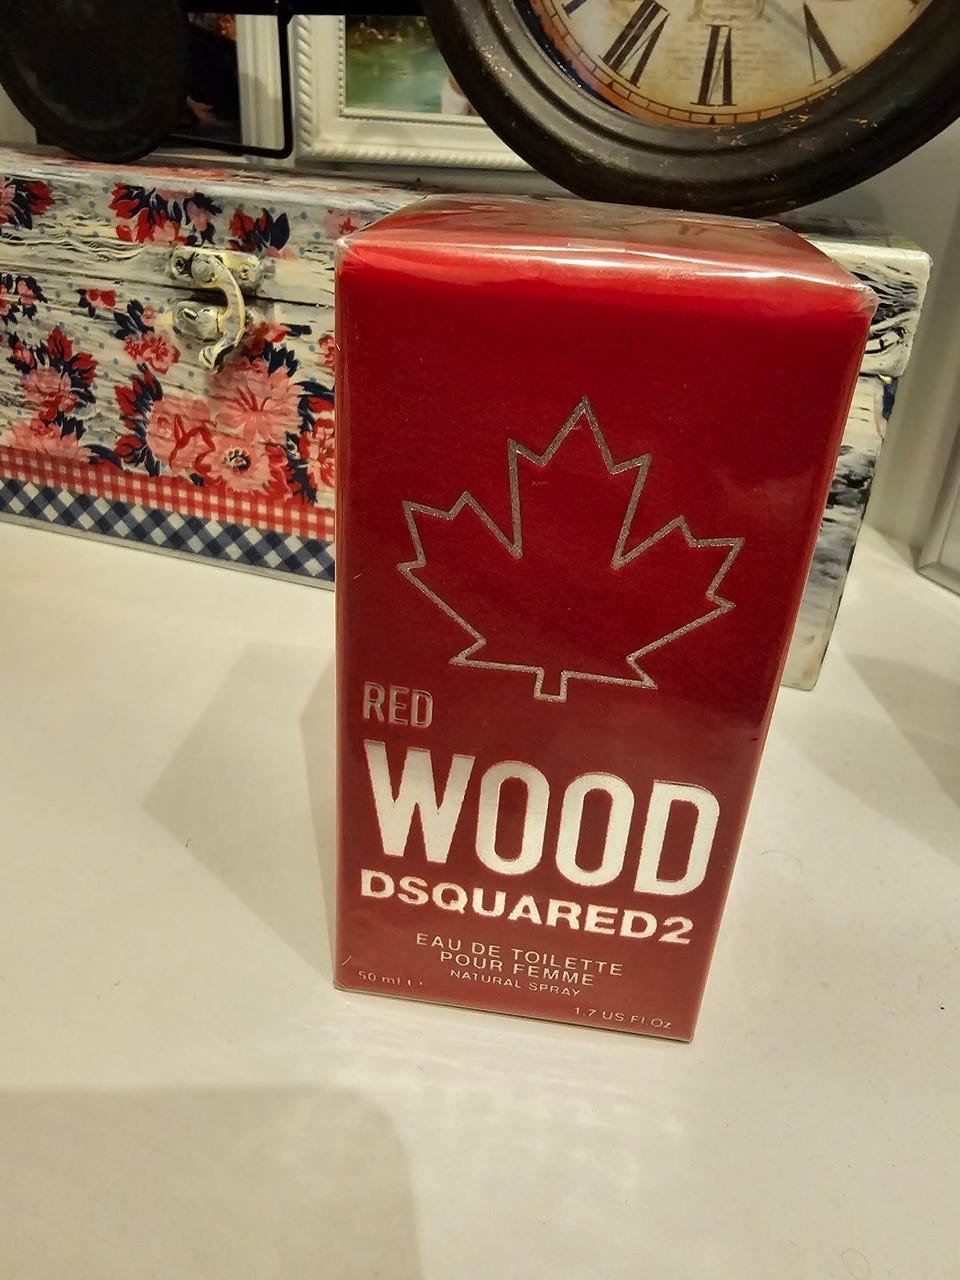 RED
WOOD
DSQUARED2
EAU DE TOILETTE
POUR FEMME
NATURAL SPRAY
50 ml
1.7 US Fl.Oz